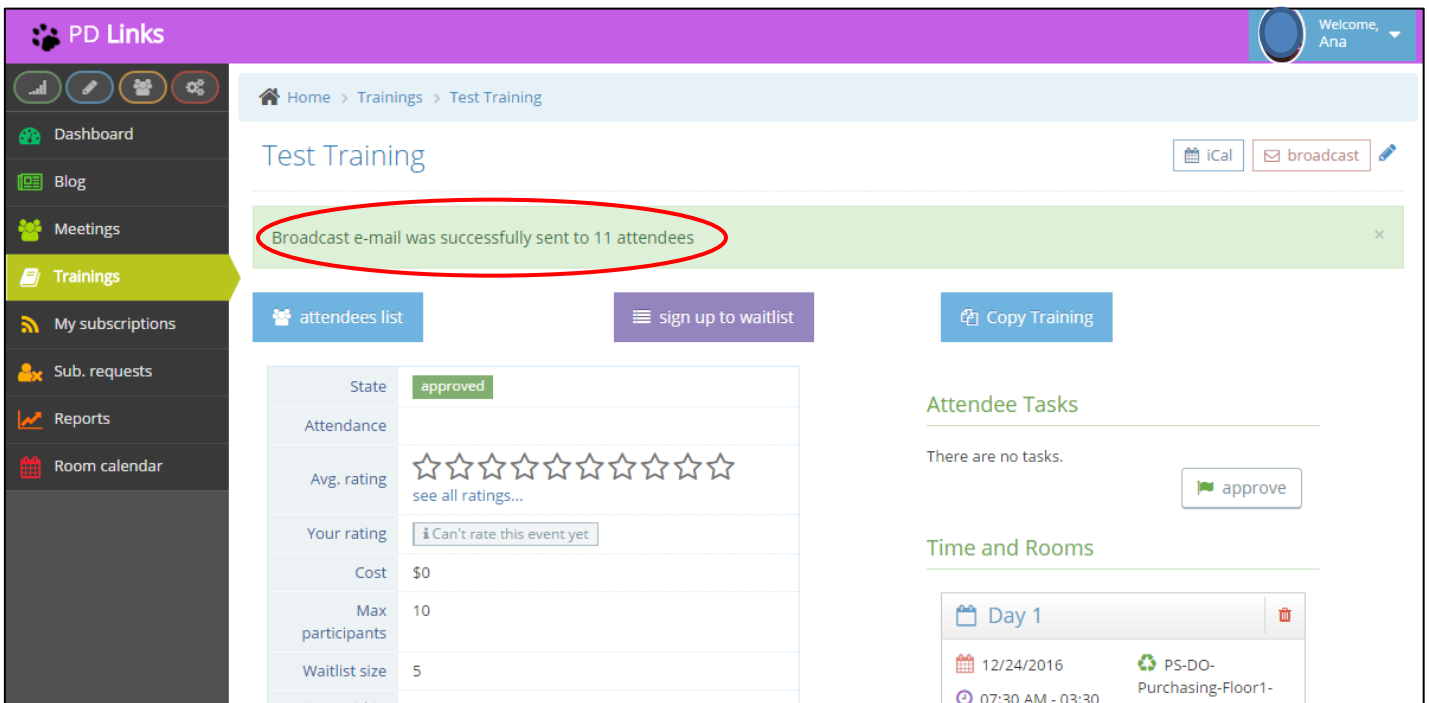 PD Links
Welcome,
Ana
Home > Trainings > Test Training
Dashboard
Blog
Meetings
Trainings
My subscriptions
Sub. requests
Reports
Room calendar
Test Training
iCal
broadcast
Broadcast e-mail was successfully sent to 11 attendees
×
attendees list
sign up to waitlist
Copy Training
State approved
Attendance
Avg. rating
see all ratings...
Your rating Can't rate this event yet
Cost $0
Max 10
participants
Waitlist size 5
Attendee Tasks
There are no tasks.
approve
Time and Rooms
Day 1
12/24/2016
07:30 AM - 03:30
PS-DO-
Purchasing-Floor1-